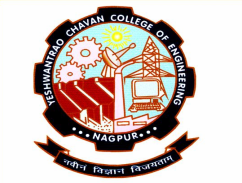 YESHWANTRAO CHAVAN COLLEGE OF ENGINEERING
NAGPUR
नवीनं विज्ञानं विजयताम्